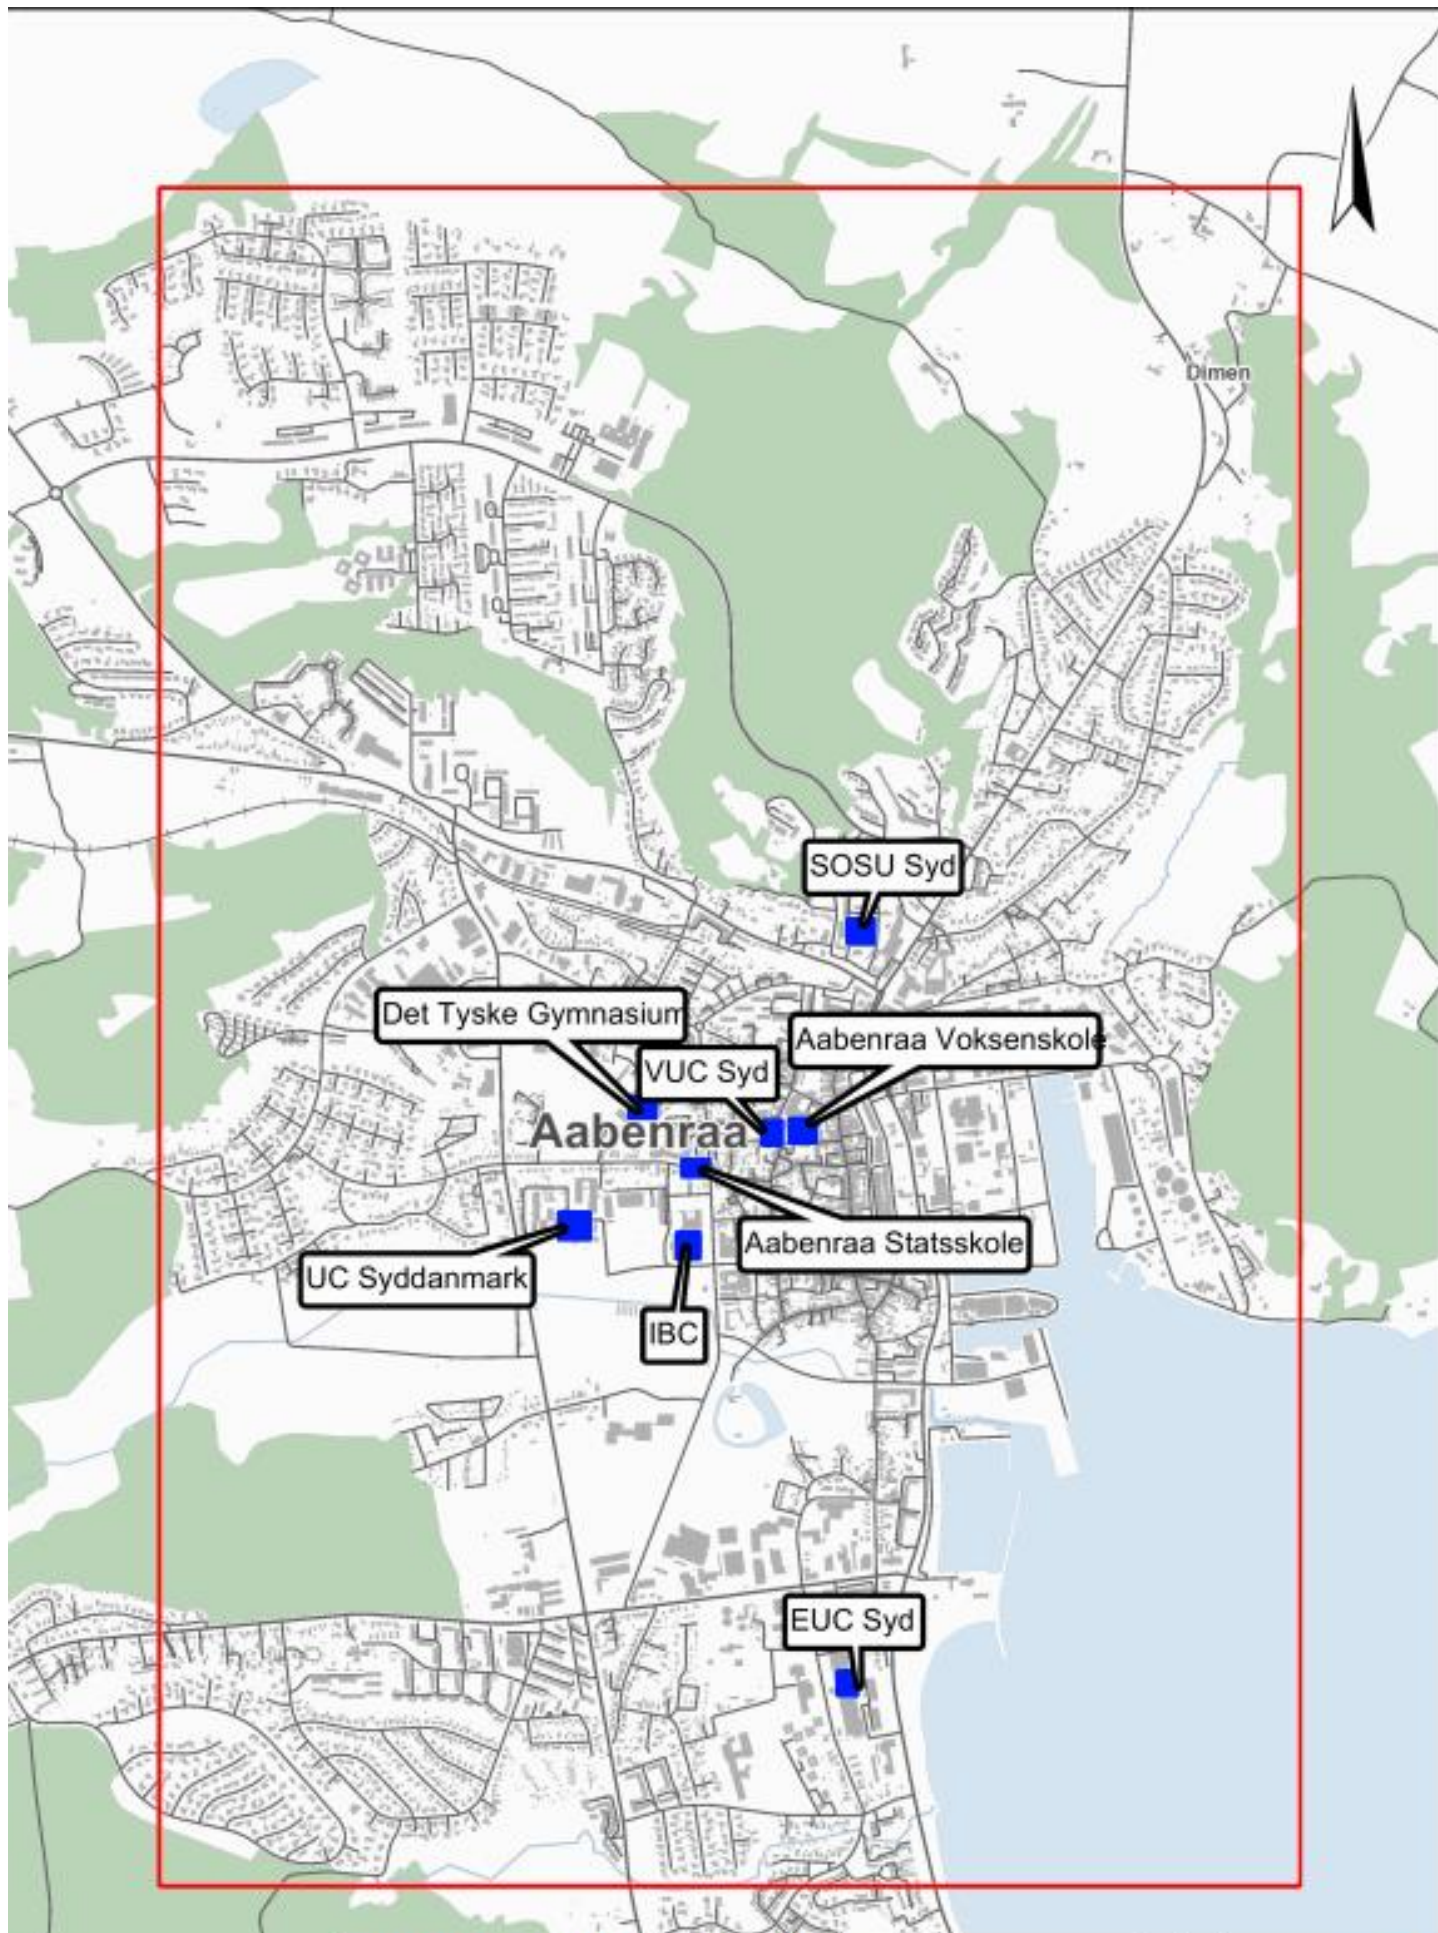 Dimen
SOSU Syd
Det Tyske Gymnasium
Aabenraa Voksenskole
VUC Syd
Aabenraa
Aabenraa Statsskole
UC Syddanmark
IBC
EUC Syd